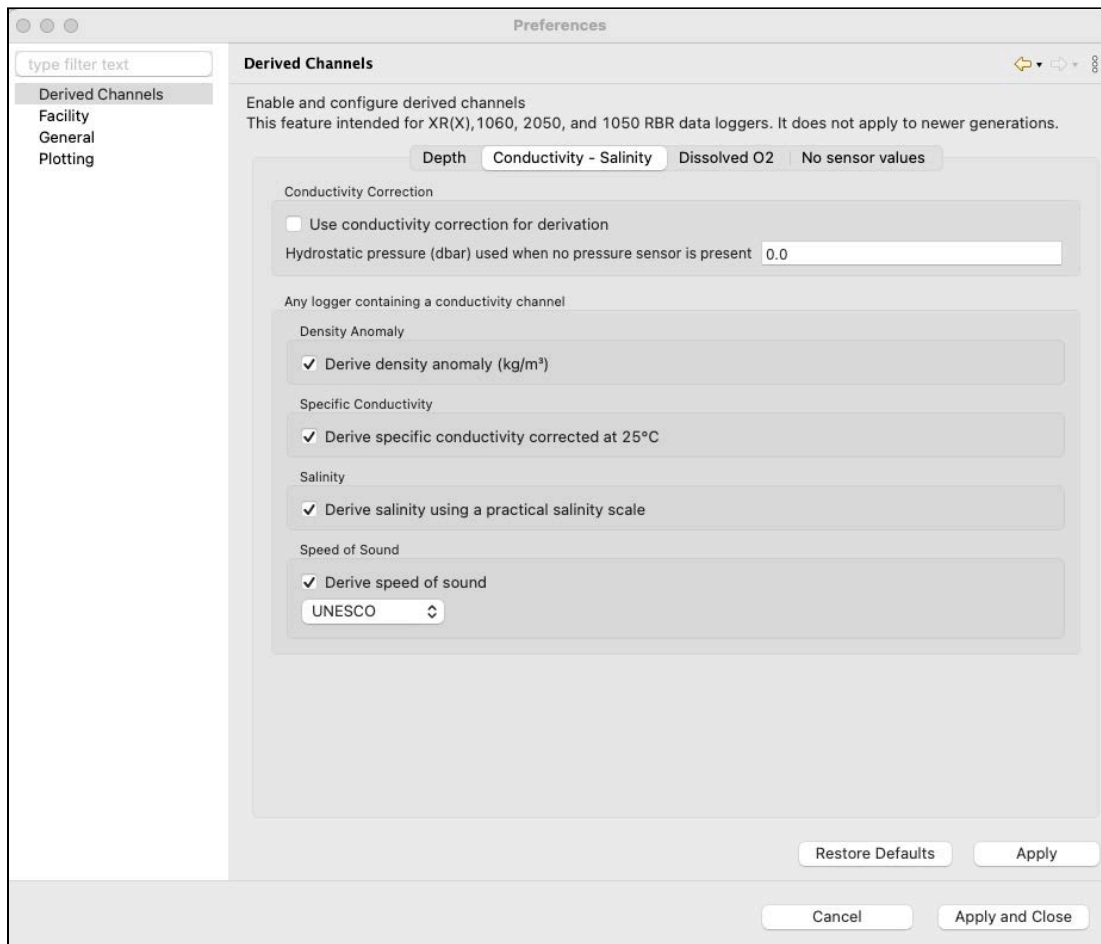 Preferences
type filter text
Derived Channels
Facility
General
Plotting
Derived Channels
Enable and configure derived channels
This feature intended for XR(X),1060, 2050, and 1050 RBR data loggers. It does not apply to newer generations.
Depth Conductivity - Salinity Dissolved O2 No sensor values
Conductivity Correction
Use conductivity correction for derivation
Hydrostatic pressure (dbar) used when no pressure sensor is present 0.0
Any logger containing a conductivity channel
Density Anomaly
Derive density anomaly (kg/m³)
Specific Conductivity
Derive specific conductivity corrected at 25°C
Salinity
Derive salinity using a practical salinity scale
Speed of Sound
Derive speed of sound
UNESCO
Restore Defaults Apply
Cancel Apply and Close